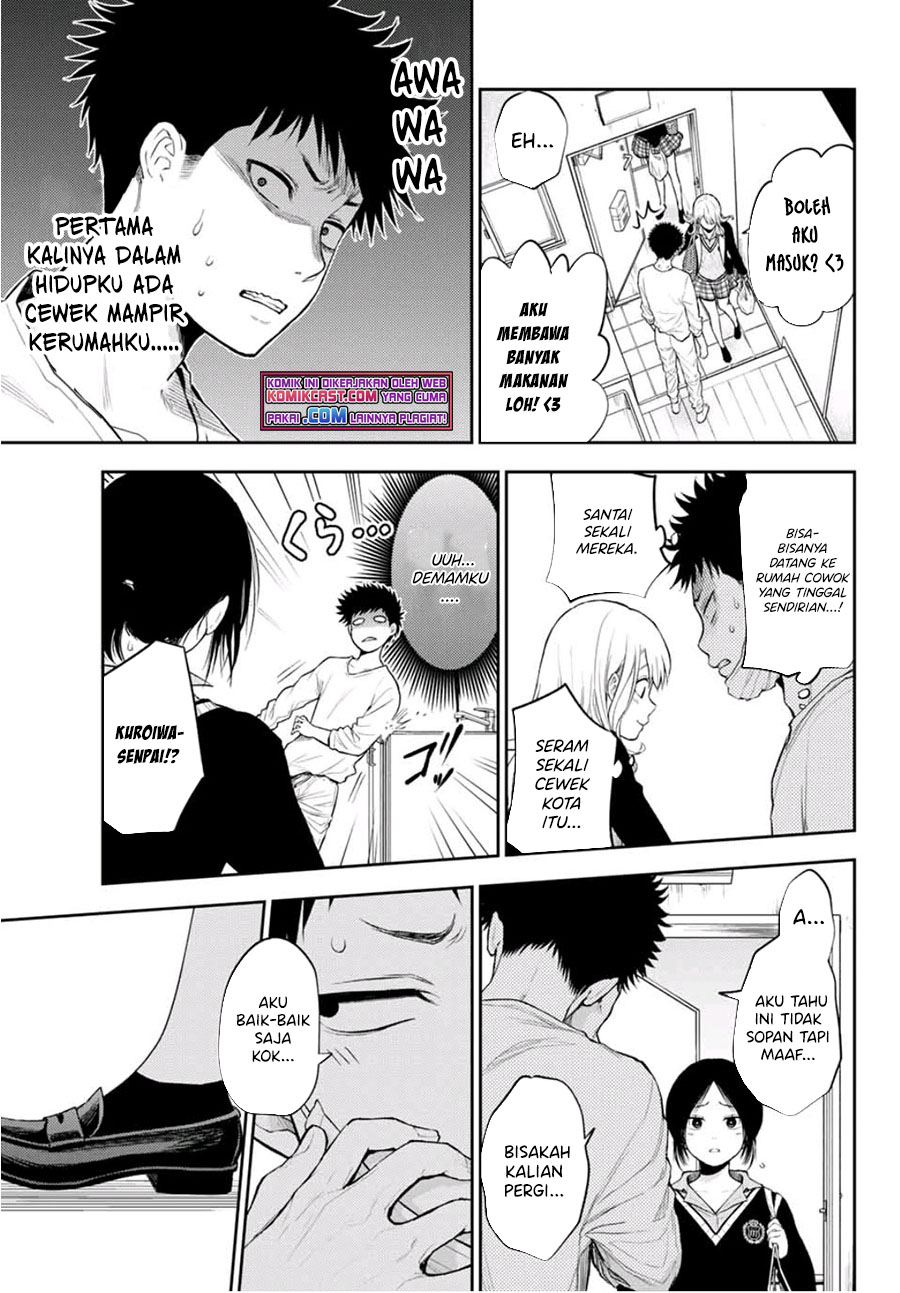 EH...
BOLEH
AKU
MASUK? <3
AKU
MEMBAWA
BANYAK
MAKANAN
LOH! <3
AWA
WA
WA
PERTAMA
KALINYA DALAM
HIDUPKU ADA
CEWEK MAMPIR
KERUMAHKU.....
KOMIK INI DIKERJAKAN OLEH WEB
KOMIKCAST.COM YANG CUMA
PAKAI .COM LAINNYA PLAGIAT!
BISA-
BISANYA
DATANG KE
RUMAH COWOK
YANG TINGGAL
SENDIRIAN...!
SANTAI
SEKALI
MEREKA.
SERAM
SEKALI
CEWEK
KOTA
ITU...
UUH...
DEMAMKU
....
くら…
ゴッ
KUROIWA-
SENPAI!?
A...
AKU TAHU
INI TIDAK
SOPAN TAPI
MAAF...
BISAKAH
KALIAN
PERGI...
AKU
BAIK-BAIK
SAJA
KOK...